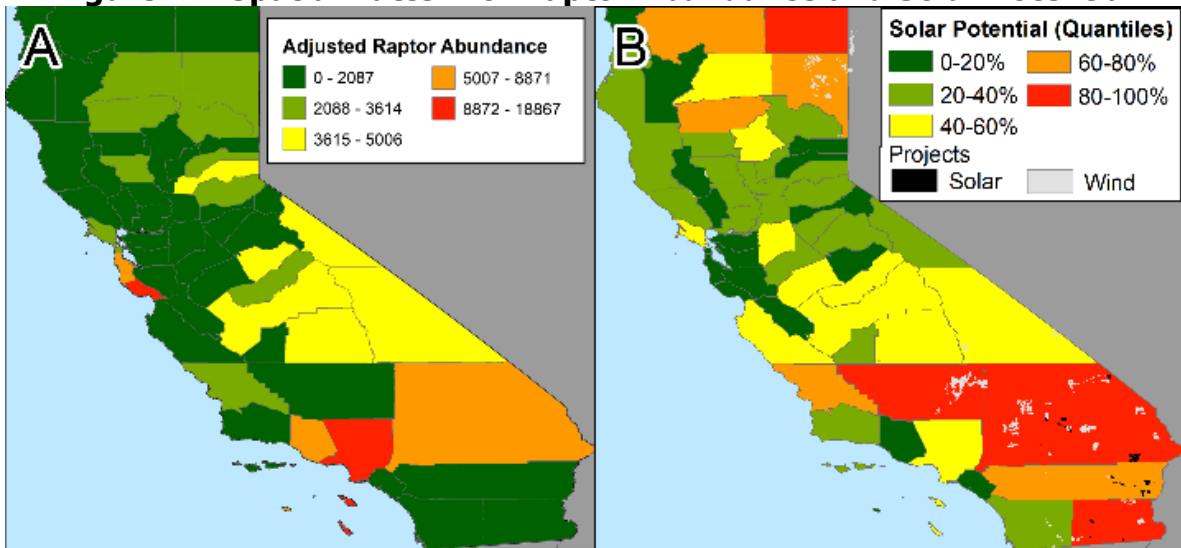 A
Adjusted Raptor Abundance
0 - 2087
5007 - 8871
2088 - 3614
8872 - 18867
3615 - 5006
B
Solar Potential (Quantiles)
0-20%
60-80%
20-40%
80-100%
40-60%
Projects
Solar
Wind